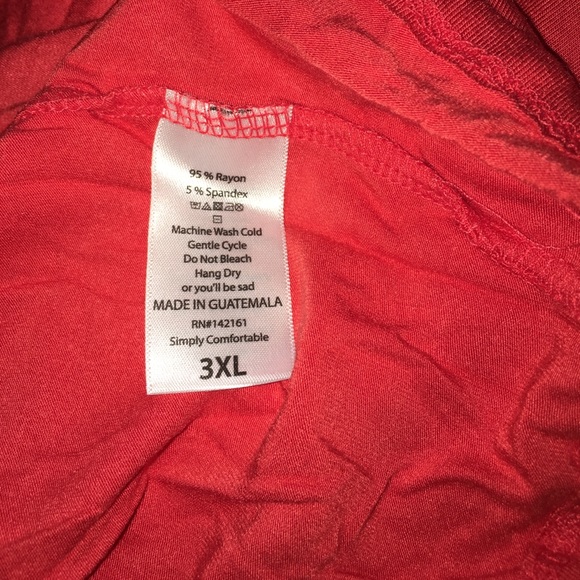 95 % Rayon
5 % Spandex
Machine Wash Cold
Gentle Cycle
Do Not Bleach
Hang Dry
or you'll be sad
MADE IN GUATEMALA
RN#142161
Simply Comfortable
3XL